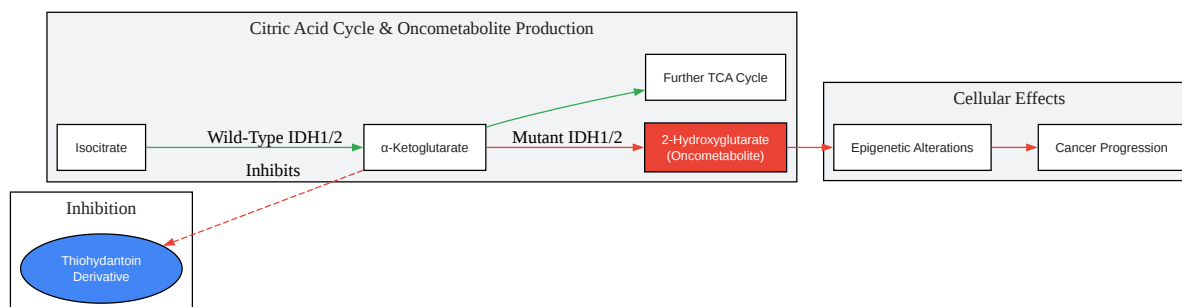 Citric Acid Cycle & Oncometabolite Production
Further TCA Cycle
Cellular Effects
Isocitrate
Wild-Type IDH1/2
α-Ketoglutarate
Mutant IDH1/2
2-Hydroxyglutarate
(Oncometabolite)
Epigenetic Alterations
Cancer Progression
Inhibits
Inhibition
Thiohydantoin
Derivative